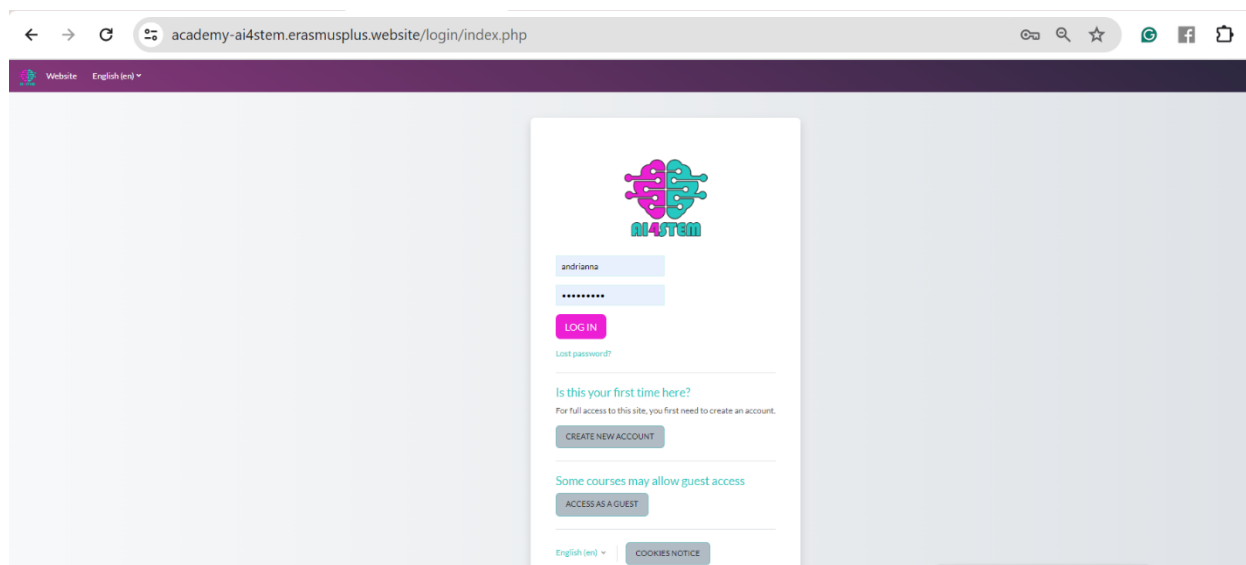 academy-ai4stem.erasmusplus.website/login/index.php
Website English (en)
AI4STEM
andrianna
•••••••••
LOG IN
Lost password?
Is this your first time here?
For full access to this site, you first need to create an account.
CREATE NEW ACCOUNT
Some courses may allow guest access
ACCESS AS A GUEST
English (en) COOKIES NOTICE